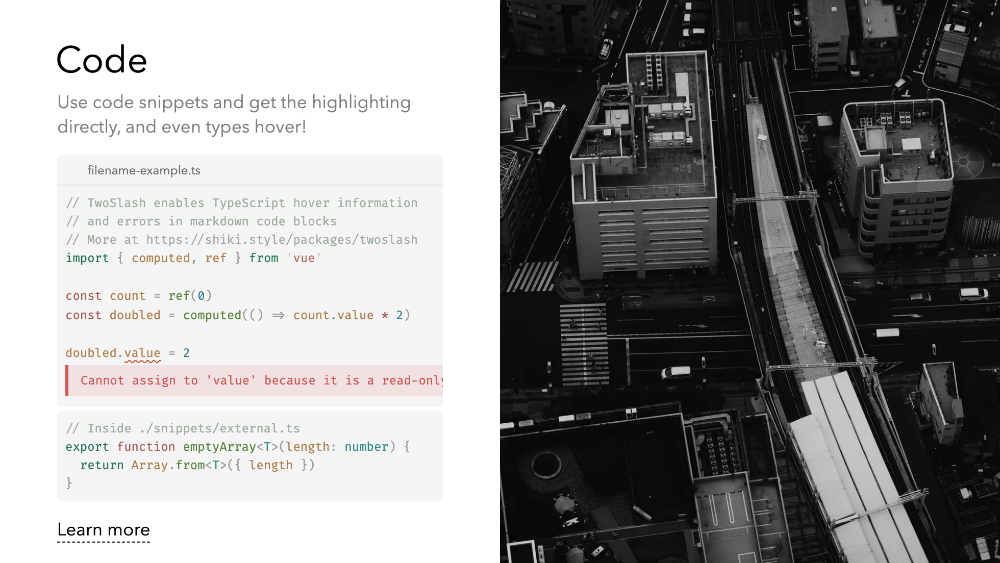 Code
Use code snippets and get the highlighting
directly, and even types hover!
filename-example.ts
// TwoSlash enables TypeScript hover information
// and errors in markdown code blocks
// More at https://shiki.style/packages/twoslash
import { computed, ref } from 'vue'
const count = ref(0)
const doubled = computed(() => count.value * 2)
doubled.value = 2
Cannot assign to 'value' because it is a read-only
// Inside ./snippets/external.ts
export function emptyArray<T>(length: number) {
  return Array.from<T>({ length })
}
Learn more